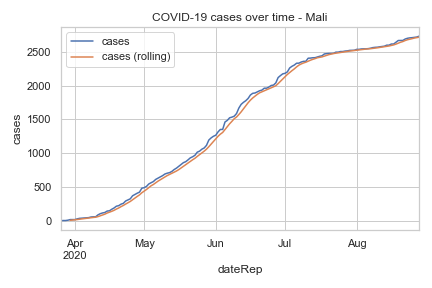 COVID-19 cases over time - Mali
cases
cases (rolling)
2500
2000
1500
1000
500
0
cases
Apr
2020
May
Jun
Jul
Aug
dateRep